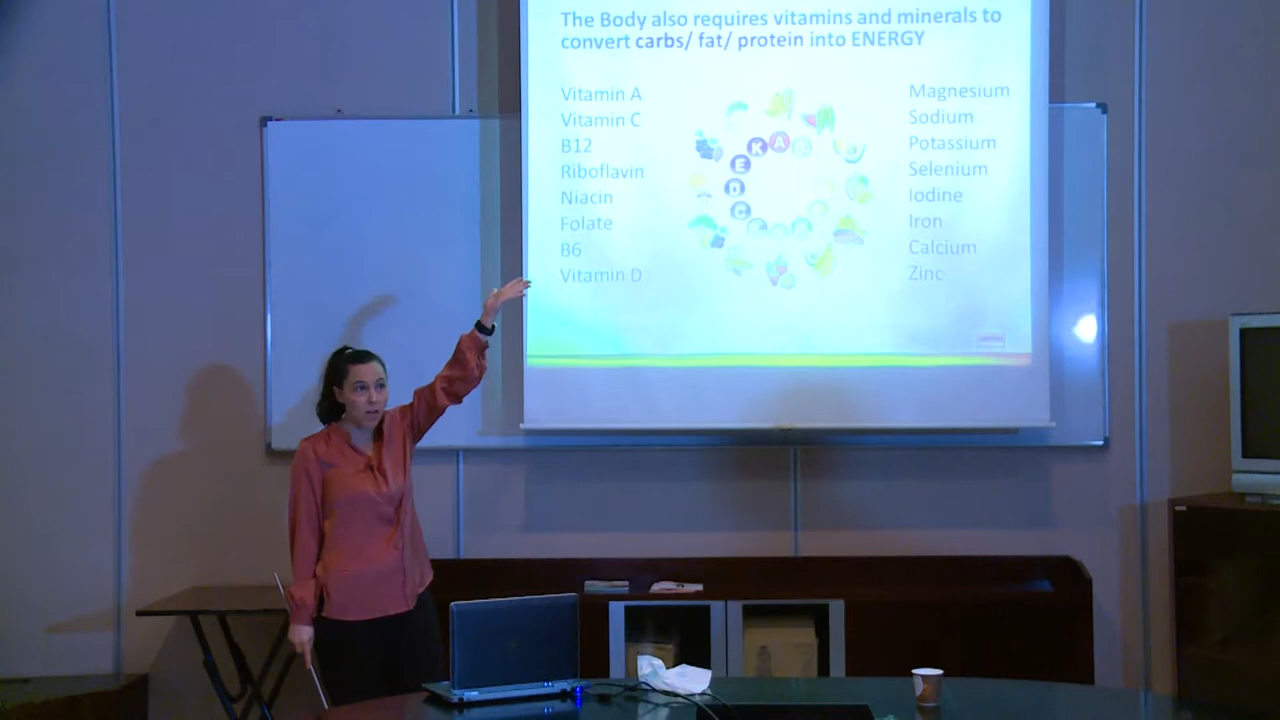 The Body also requires vitamins and minerals to
convert carbs/ fat/ protein into ENERGY
Vitamin A
Vitamin C
B12
Riboflavin
Niacin
Folate
B6
Vitamin D
K A
E
D
C
Magnesium
Sodium
Potassium
Selenium
Iodine
Iron
Calcium
Zinc